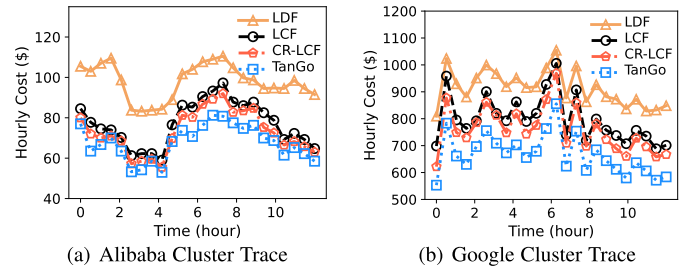 LDF
LCF
CR-LCF
TanGo
Hourly Cost ($)
120
100
80
60
40
0 2 4 6 8 10
Time (hour)
(a) Alibaba Cluster Trace
LDF
LCF
CR-LCF
TanGo
Hourly Cost ($)
1200
1100
1000
900
800
700
600
500
0 2 4 6 8 10
Time (hour)
(b) Google Cluster Trace